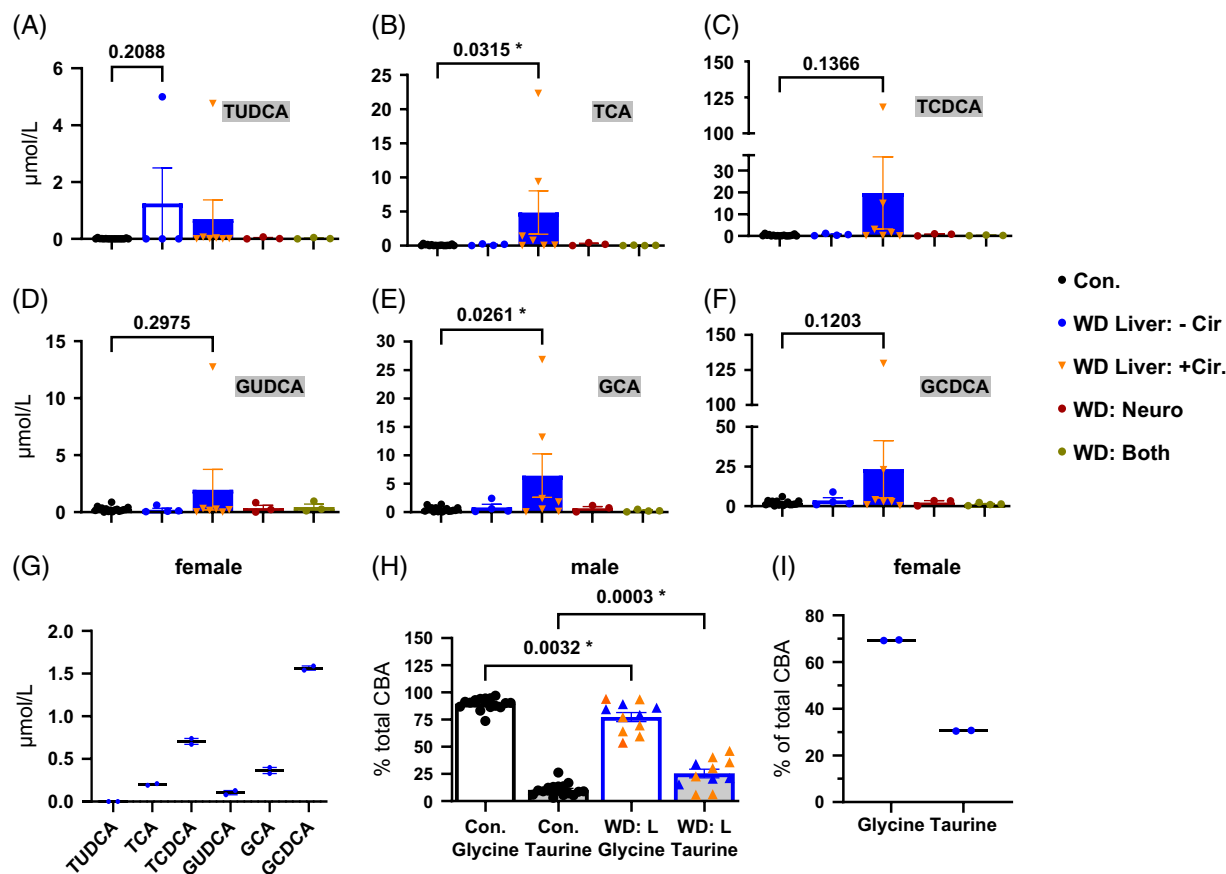 (A)
0.2088
6
4
2
0
µmol/L
TUDCA
(B)
0.0315 *
25
20
15
10
5
0
TCA
(C)
0.1366
150
125
100
75
50
30
20
10
0
TCDCA
(D)
0.2975
15
10
5
0
µmol/L
GUDCA
(E)
0.0261 *
30
25
20
15
10
5
0
GCA
(F)
0.1203
150
125
100
75
50
50
25
0
GCDCA
Con.
WD Liver: - Cir
WD Liver: +Cir.
WD: Neuro
WD: Both
(G)
female
2.0
1.5
1.0
0.5
0.0
µmol/L
TUDCA
TCA
TCDCA
GUDCA
GCA
GCDCA
(H)
male
0.0003 *
0.0032 *
150
125
100
75
50
25
0
% total CBA
Con.
Glycine
Con.
Taurine
WD: L
Glycine
WD: L
Taurine
(I)
female
80
60
40
20
0
% of total CBA
Glycine Taurine